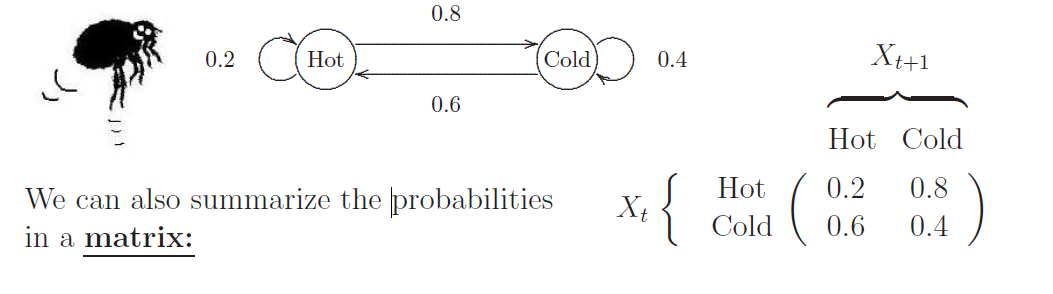 0.8
0.2 Hot Cold 0.4
0.6
X_{t+1}
Hot Cold
We can also summarize the probabilities
in a matrix:
X_t { Hot ( 0.2 0.8 )
Cold ( 0.6 0.4 )